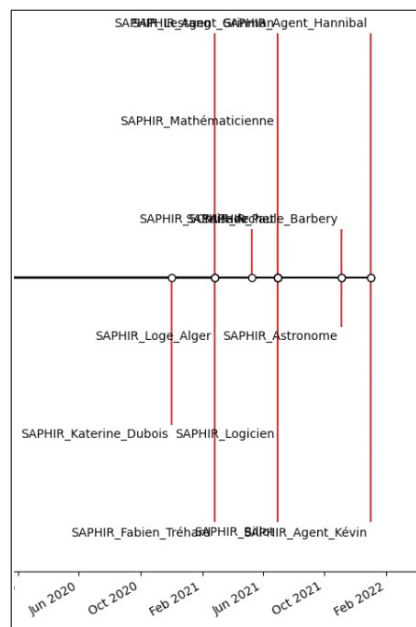 SAPHIR_Agent_Hannibal
SAPHIR_Mathématicienne
SAPHIR_Paule_Barbery
SAPHIR_Loge_Alger
SAPHIR_Astronome
SAPHIR_Katerine_Dubois
SAPHIR_Logicien
SAPHIR_Fabien_Tréhard
SAPHIR_Agent_Kévin
Jun 2020
Oct 2020
Feb 2021
Jun 2021
Oct 2021
Feb 2022